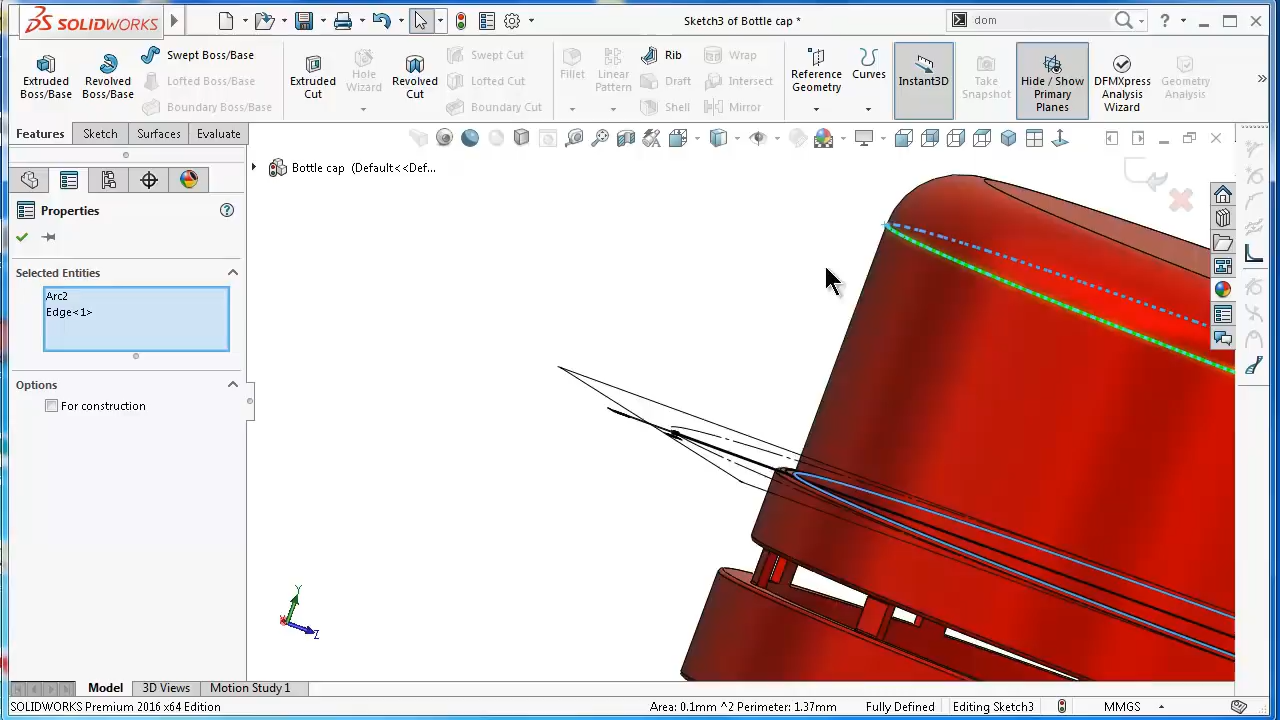 SOLIDWORKS
Sketch3 of Bottle cap *
dom
Extruded Boss/Base
Revolved Boss/Base
Swept Boss/Base
Lofted Boss/Base
Boundary Boss/Base
Extruded Cut
Hole Wizard
Revolved Cut
Swept Cut
Lofted Cut
Boundary Cut
Fillet
Linear Pattern
Rib
Draft
Shell
Wrap
Intersect
Mirror
Reference Geometry
Curves
Instant3D
Take Snapshot
Hide / Show Primary Planes
DFMXpress Analysis Wizard
Geometry Analysis
Features
Sketch
Surfaces
Evaluate
Bottle cap (Default<<Def...
Properties
Selected Entities
Arc2
Edge<1>
Options
For construction
Y
Z
Model
3D Views
Motion Study 1
SOLIDWORKS Premium 2016 x64 Edition
Area: 0.1mm ^2 Perimeter: 1.37mm
Fully Defined
Editing Sketch3
MMGS